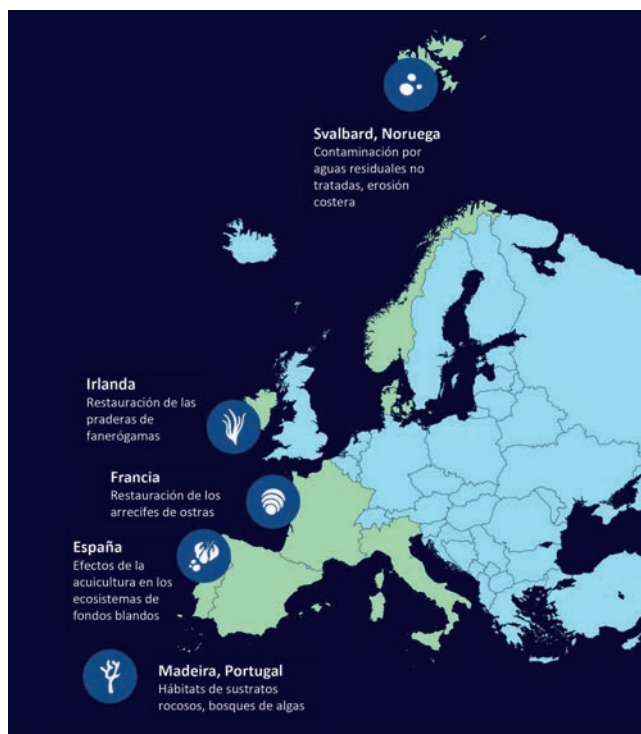 Svalbard, Noruega
Contaminación por
aguas residuales no
tratadas, erosión
costera
Irlanda
Restauración de las
praderas de
fanerógamas
Francia
Restauración de los
arrecifes de ostras
España
Efectos de la
acuicultura en los
ecosistemas de
fondos blandos
Madeira, Portugal
Hábitats de sustratos
rocosos, bosques de algas